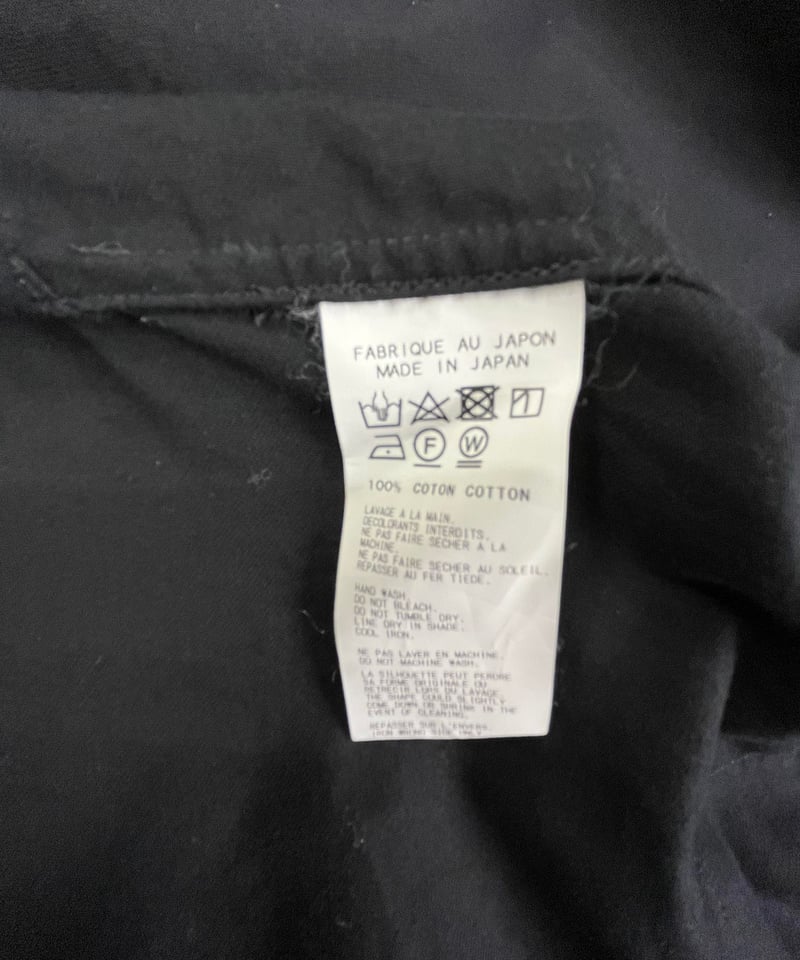 FABRIQUE AU JAPON
MADE IN JAPAN
F W
100% COTON COTTON
LAVAGE A LA MAIN.
DECOLORANTS INTERDITS.
NE PAS FAIRE SECHER A LA
MACHINE.
NE PAS FAIRE SECHER AU SOLEIL.
REPASSER AU FER TIEDE.
HAND WASH.
DO NOT BLEACH.
DO NOT TUMBLE DRY.
LINE DRY IN SHADE.
COOL IRON.
NE PAS LAVER EN MACHINE.
DO NOT MACHINE WASH.
LA SILHOUETTE PEUT PERDRE
SA FORME ORIGINALE OU
RETRECIR LORS DU LAVAGE.
THE SHAPE COULD SLIGHTLY
COME DOWN OR SHRINK IN THE
EVENT OF CLEANING.
REPASSER SUR L'ENVERS
IRON WRONG SIDE ONLY